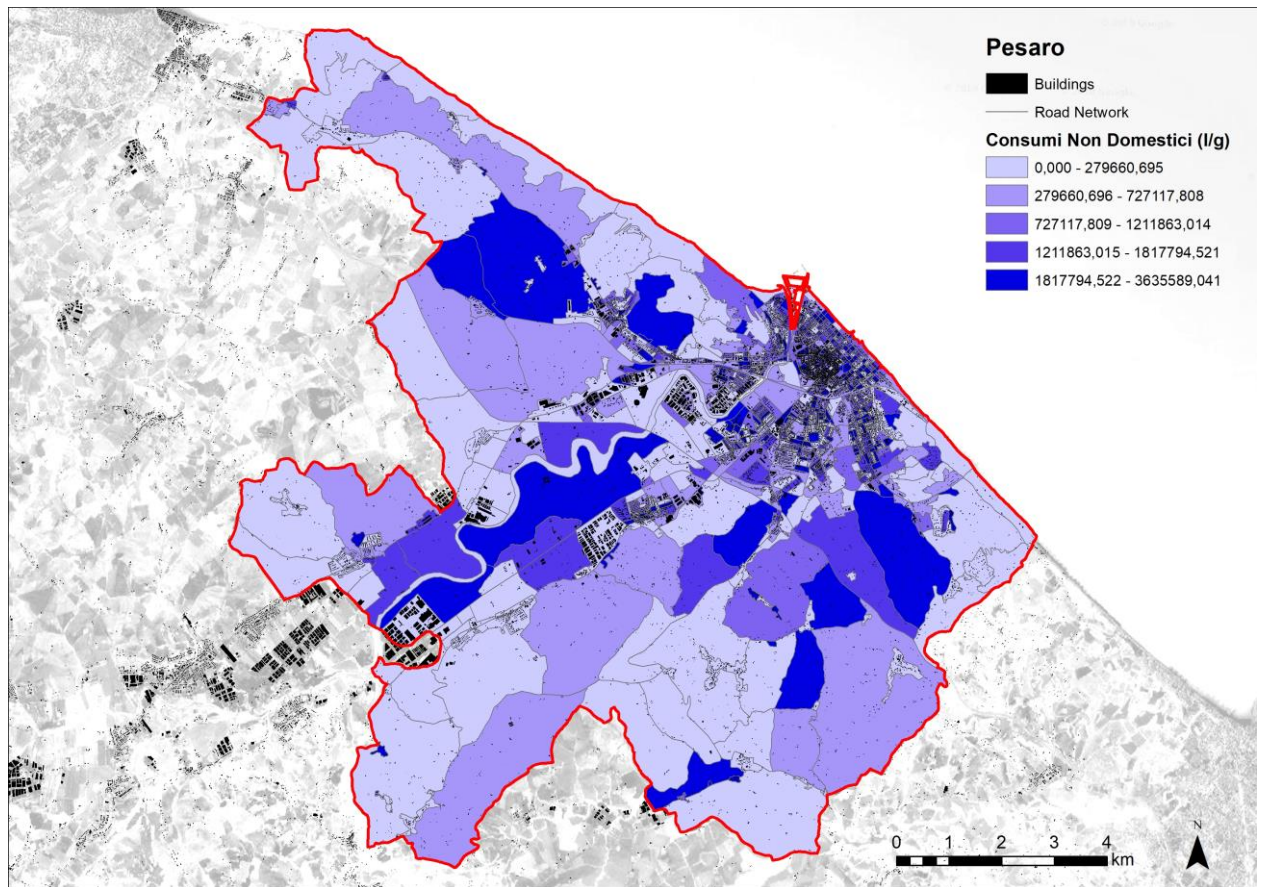 Pesaro
Buildings
Road Network
Consumi Non Domestici (l/g)
0,000 - 279660,695
279660,696 - 727117,808
727117,809 - 1211863,014
1211863,015 - 1817794,521
1817794,522 - 3635589,041
0 1 2 3 4
km
N